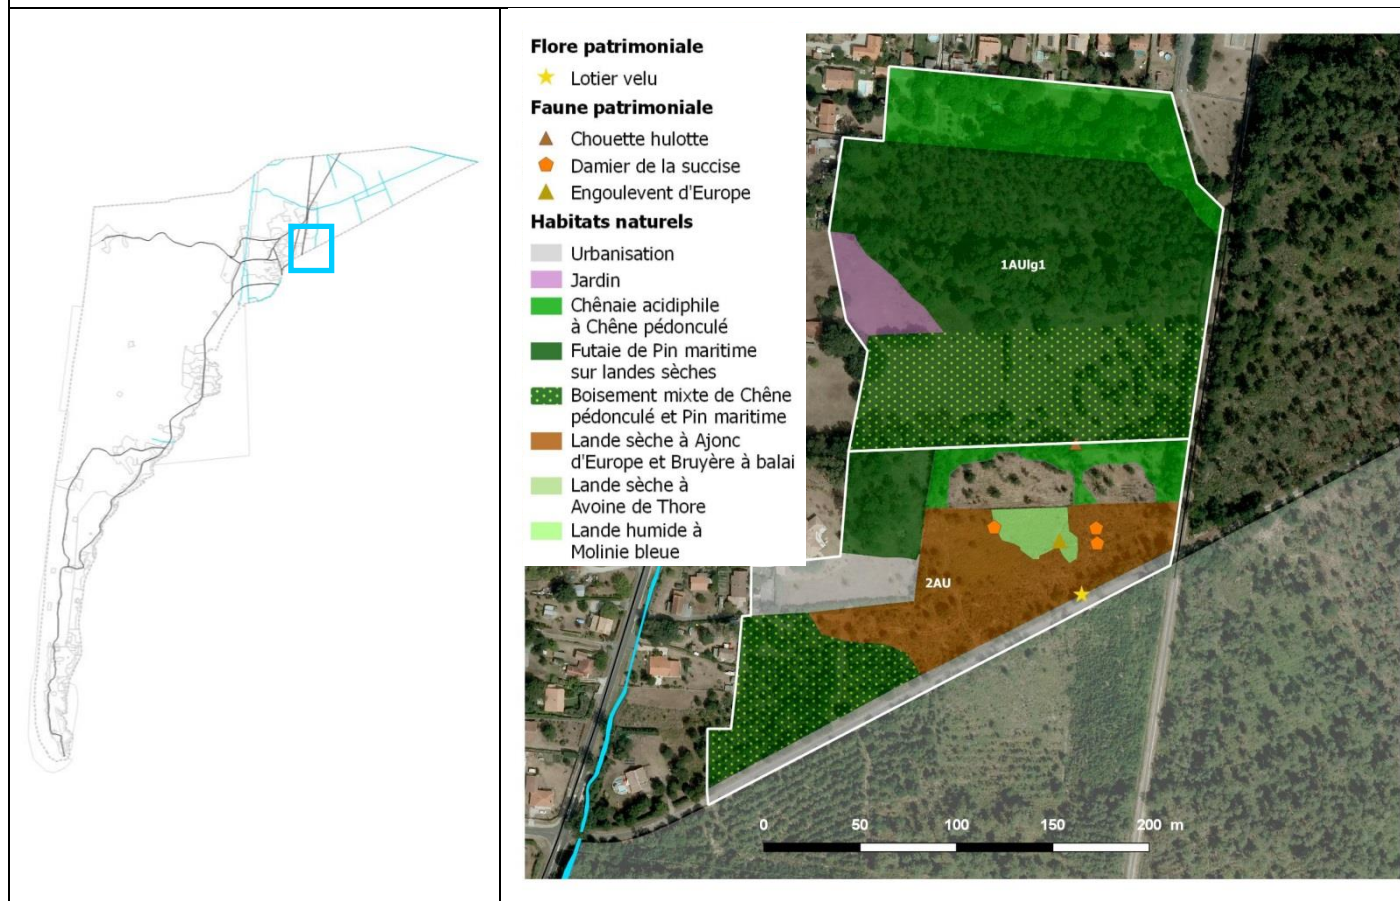 Flore patrimoniale
Lotier velu
Faune patrimoniale
Chouette hulotte
Damier de la succise
Engoulevent d'Europe
Habitats naturels
Urbanisation
Jardin
Chênaie acidiphile
à Chêne pédonculé
Futaie de Pin maritime
sur landes sèches
Boisement mixte de Chêne
pédonculé et Pin maritime
Lande sèche à Ajonc
d'Europe et Bruyère à balai
Lande sèche à
Avoine de Thore
Lande humide à
Molinie bleue
1AUlg1
2AU
0 50 100 150 200 m